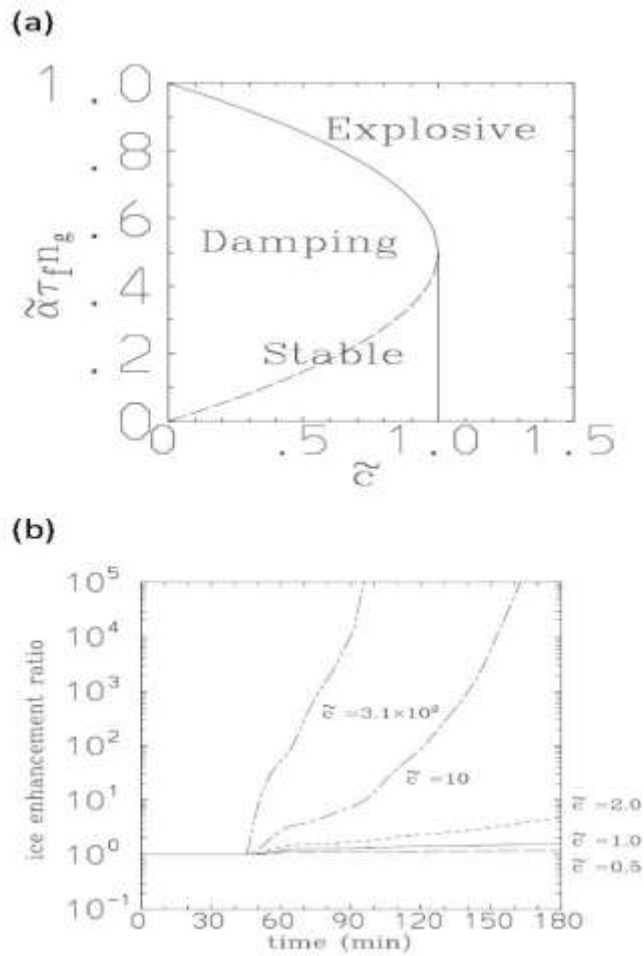 (a)
1.0
Explosive
.8
α̃τfng
.6
Damping
.4
Stable
.2
0
0 .5 1.0 1.5
c̃
(b)
10⁵
10⁴
10³
10²
10¹
10⁰
10⁻¹
ice enhancement ratio
c̃ =10
c̃ =2.0
c̃ =1.0
c̃ =0.5
0 30 60 90 120 150 180
time (min)